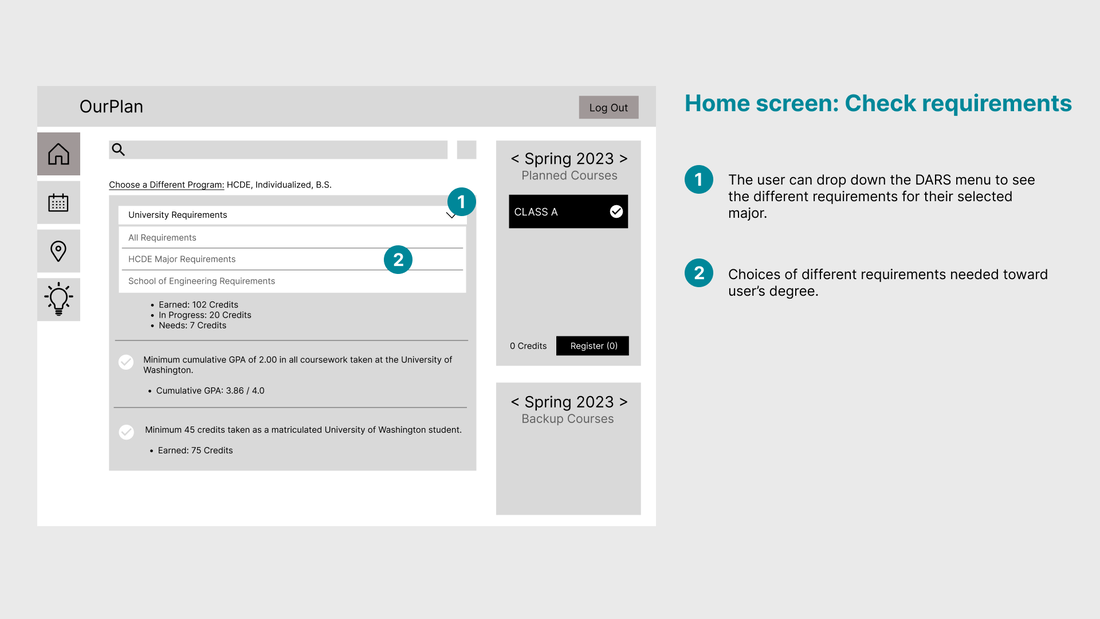 OurPlan
Log Out
Home screen: Check requirements
Choose a Different Program: HCDE, Individualized, B.S.
1
University Requirements
All Requirements
HCDE Major Requirements
2
School of Engineering Requirements
• Earned: 102 Credits
• In Progress: 20 Credits
• Needs: 7 Credits
Minimum cumulative GPA of 2.00 in all coursework taken at the University of
Washington.
• Cumulative GPA: 3.86 / 4.0
Minimum 45 credits taken as a matriculated University of Washington student.
• Earned: 75 Credits
< Spring 2023 >
Planned Courses
CLASS A
0 Credits
Register (0)
< Spring 2023 >
Backup Courses
1
The user can drop down the DARS menu to see
the different requirements for their selected
major.
2
Choices of different requirements needed toward
user’s degree.